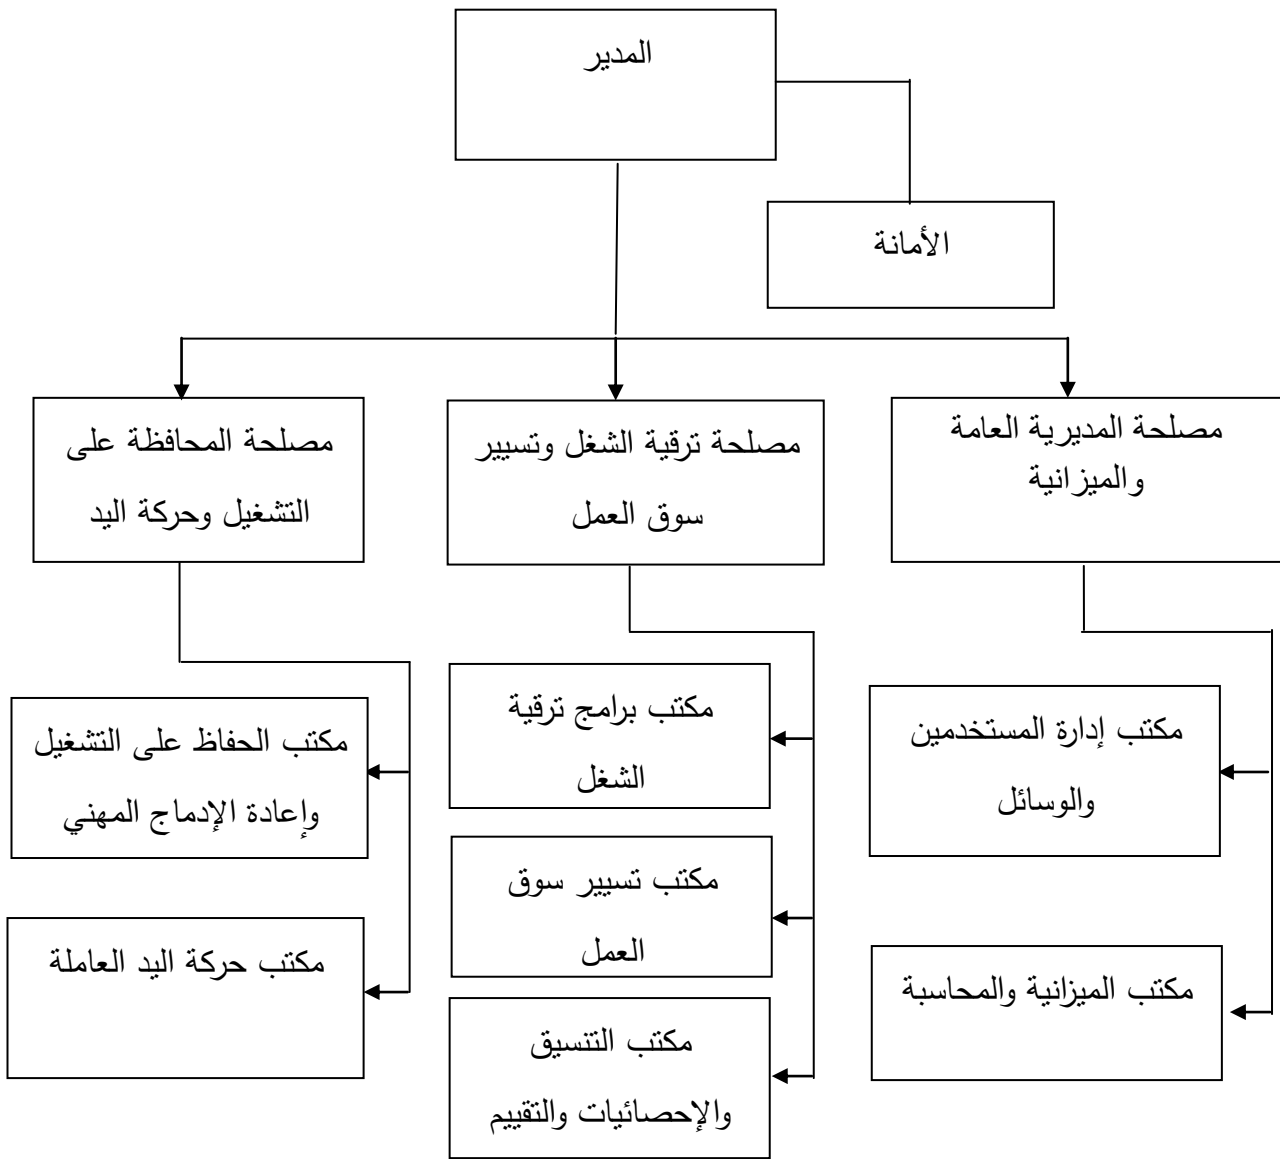 المدير
الأمانة
مصلحة المديرية العامة
والميزانية
مصلحة ترقية الشغل وتسيير
سوق العمل
مصلحة المحافظة على
التشغيل وحركة اليد
مكتب إدارة المستخدمين
والوسائل
مكتب الميزانية والمحاسبة
مكتب برامج ترقية
الشغل
مكتب تسيير سوق
العمل
مكتب التنسيق
والإحصائيات والتقييم
مكتب الحفاظ على التشغيل
وإعادة الإدماج المهني
مكتب حركة اليد العاملة